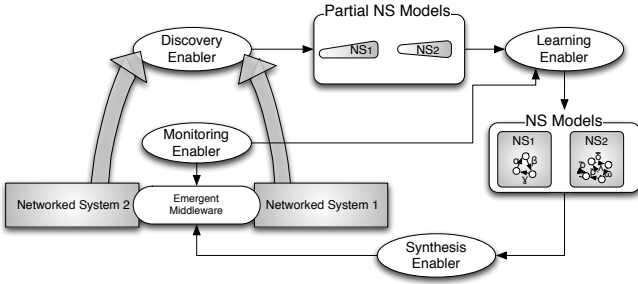 Partial NS Models
Discovery
Enabler
NS1
NS2
Learning
Enabler
Monitoring
Enabler
NS Models
NS1
NS2
α
β
γ
Networked System 2
Emergent
Middleware
Networked System 1
Synthesis
Enabler